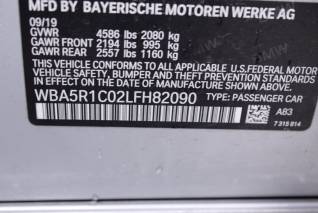 MFD BY BAYERISCHE MOTOREN WERKE AG
09/19
GVWR 4586 lbs 2080 kg
GAWR FRONT 2194 lbs 995 kg
GAWR REAR 2557 lbs 1160 kg
THIS VEHICLE CONFORMS TO ALL APPLICABLE FEDERAL MOTOR
VEHICLE SAFETY, BUMPER, AND THEFT PREVENTION STANDARDS
IN EFFECT ON THE DATE OF MANUFACTURE SHOWN ABOVE.
WBA5R1C02LFH82090
TYPE: PASSENGER CAR
A83
7 315 814